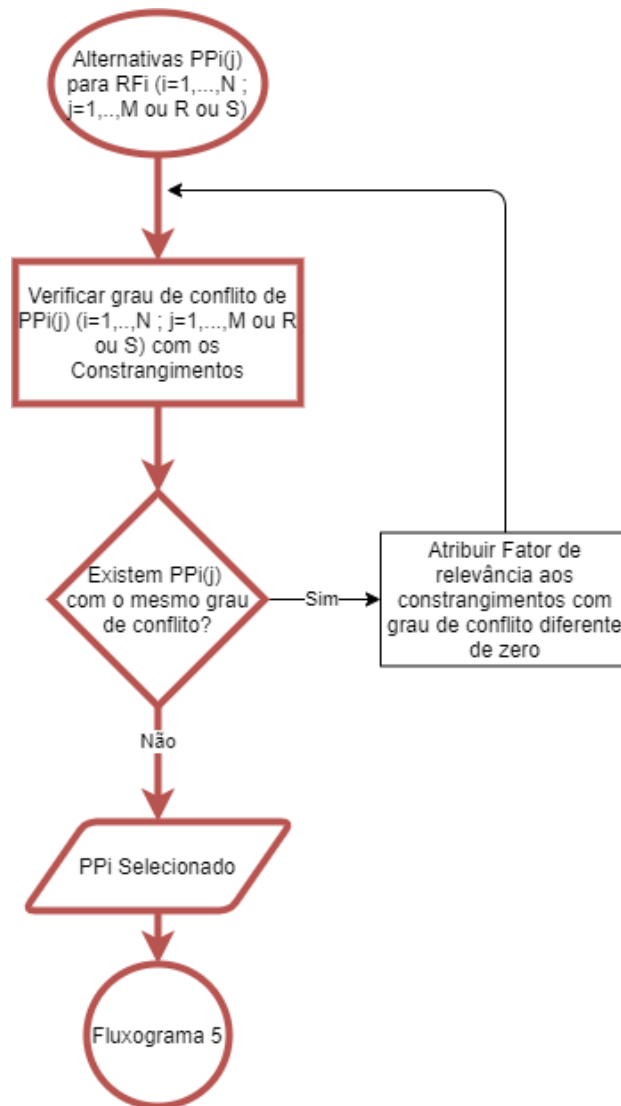 Alternativas PPi(j)
para RFi (i=1,...,N ;
j=1,..,M ou R ou S)
Verificar grau de conflito de
PPi(j) (i=1,..,N ; j=1,...,M ou R
ou S) com os
Constrangimentos
Existem PPi(j)
com o mesmo grau
de conflito?
Sim
Atribuir Fator de
relevância aos
constrangimentos com
grau de conflito diferente
de zero
Não
PPi Selecionado
Fluxograma 5